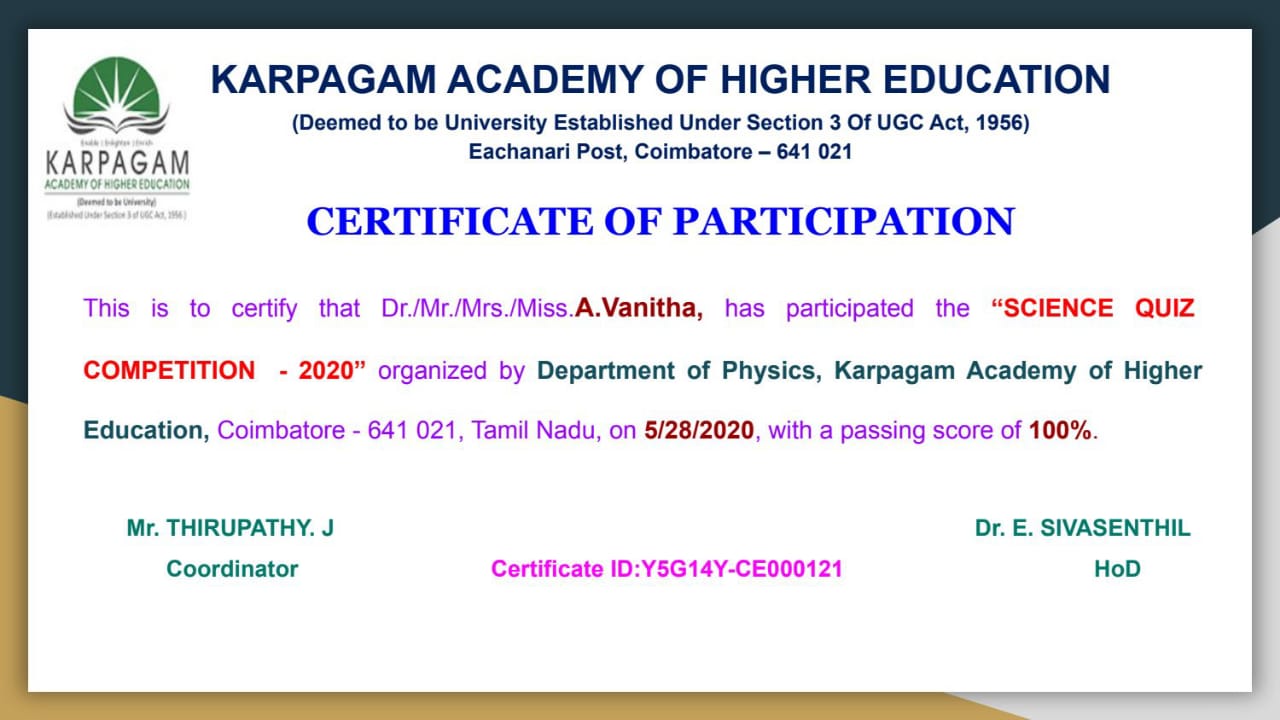 KARPAGAM ACADEMY OF HIGHER EDUCATION
(Deemed to be University Established Under Section 3 Of UGC Act, 1956)
Eachanari Post, Coimbatore – 641 021
Enable | Enlighten | Enrich
KARPAGAM
ACADEMY OF HIGHER EDUCATION
(Deemed to be University)
(Established Under Section 3 of UGC Act, 1956 )
CERTIFICATE OF PARTICIPATION
This is to certify that Dr./Mr./Mrs./Miss.A.Vanitha, has participated the “SCIENCE QUIZ
COMPETITION - 2020” organized by Department of Physics, Karpagam Academy of Higher
Education, Coimbatore - 641 021, Tamil Nadu, on 5/28/2020, with a passing score of 100%.
Mr. THIRUPATHY. J
Coordinator
Certificate ID:Y5G14Y-CE000121
Dr. E. SIVASENTHIL
HoD